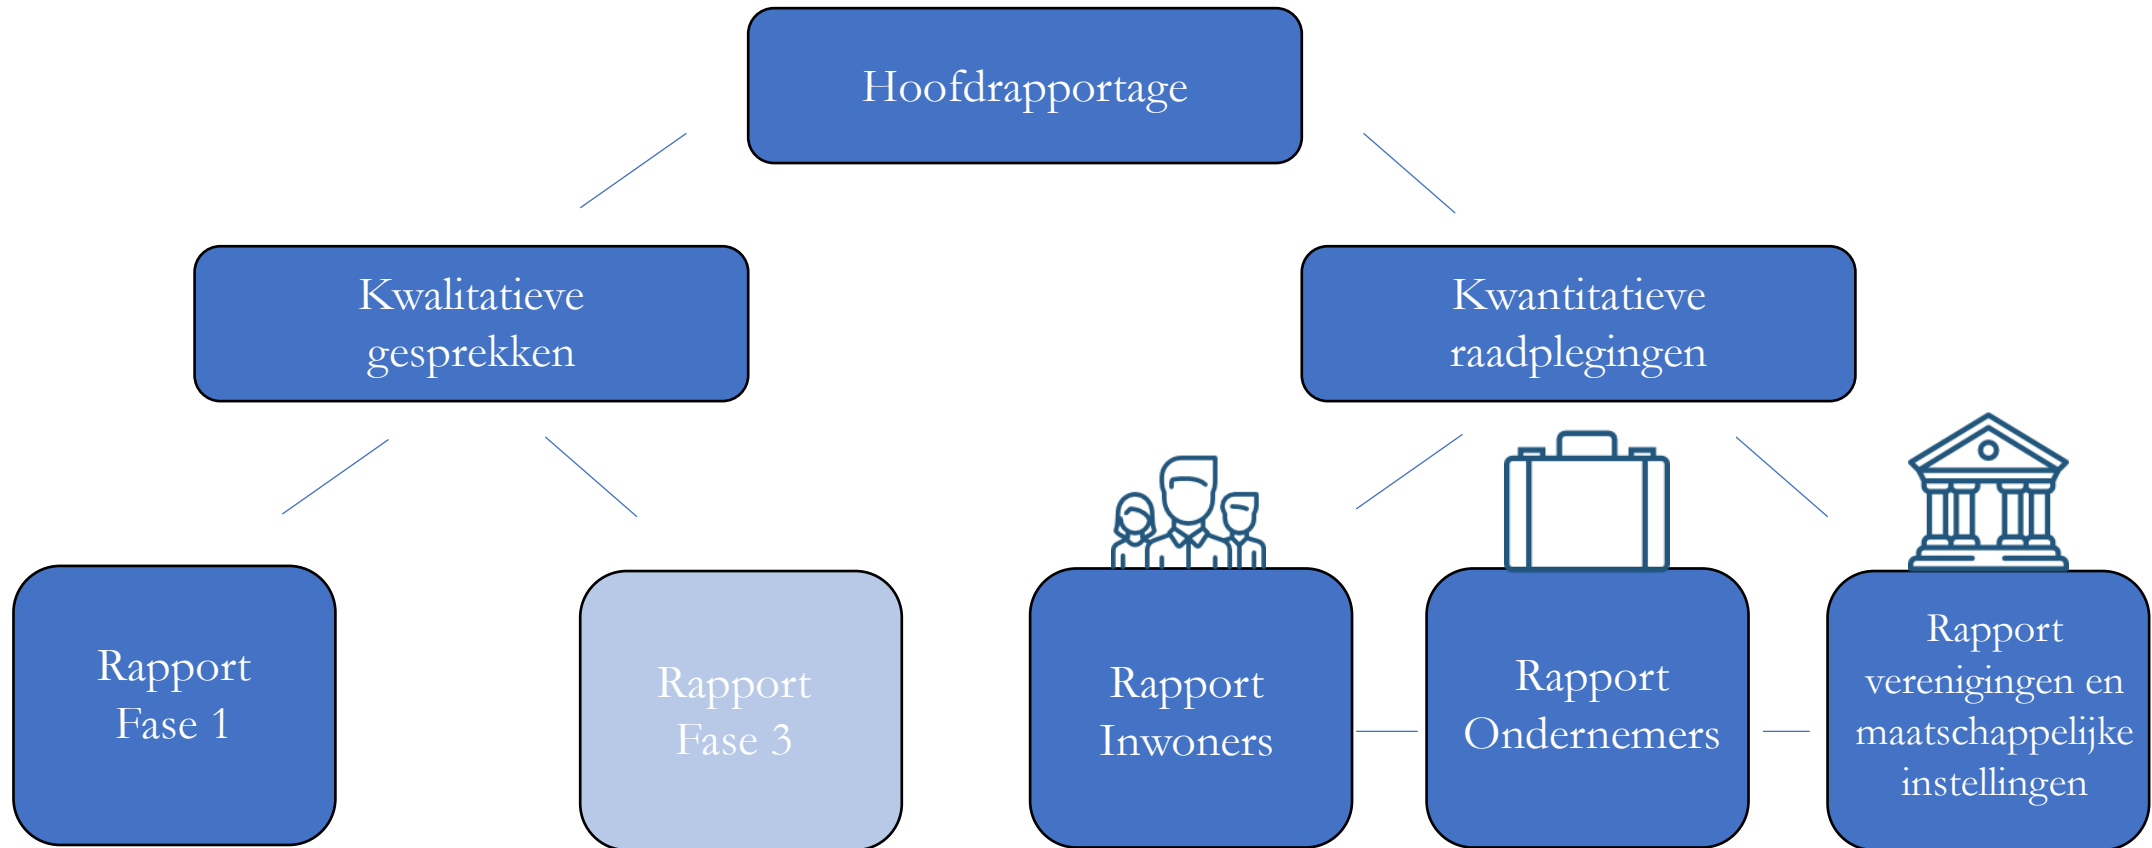 Hoofdrapportage
Kwalitatieve
gesprekken
Kwantitatieve
raadplegingen
Rapport
Fase 1
Rapport
Fase 3
Rapport
Inwoners
Rapport
Ondernemers
Rapport
verenigingen en
maatschappelijke
instellingen